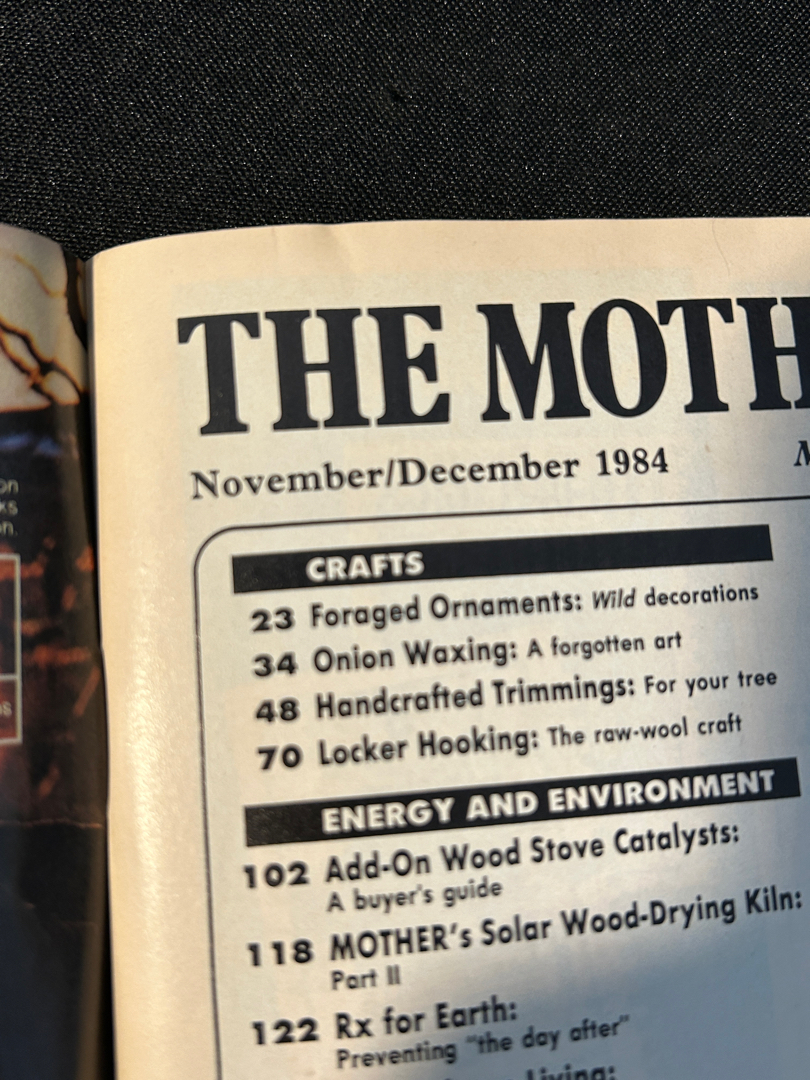 THE MOTH
November/December 1984
CRAFTS
23 Foraged Ornaments: Wild decorations
34 Onion Waxing: A forgotten art
48 Handcrafted Trimmings: For your tree
70 Locker Hooking: The raw-wool craft
ENERGY AND ENVIRONMENT
102 Add-On Wood Stove Catalysts:
A buyer's guide
118 MOTHER's Solar Wood-Drying Kiln:
Part II
122 Rx for Earth:
Preventing "the day after"
Living: